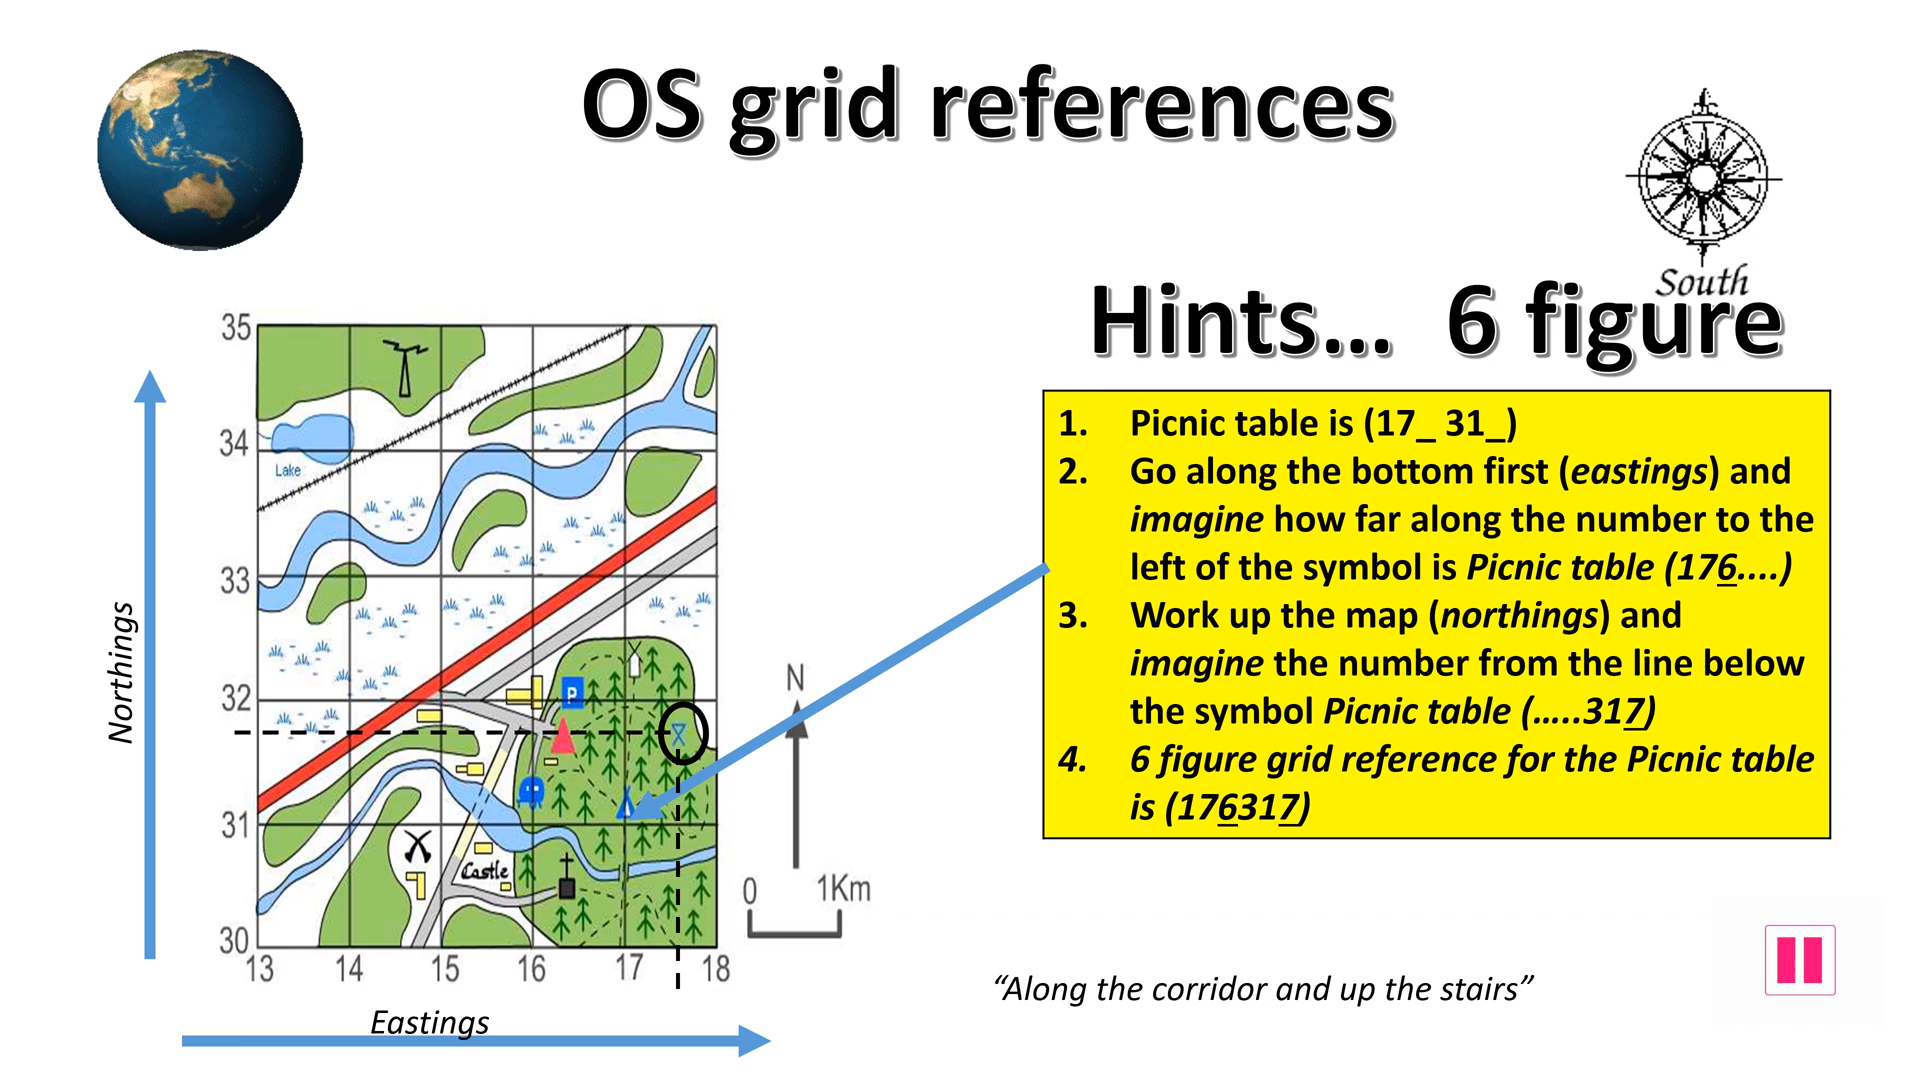 OS grid references
South
Hints... 6 figure
1. Picnic table is (17_ 31_)
2. Go along the bottom first (eastings) and
imagine how far along the number to the
left of the symbol is Picnic table (176....)
3. Work up the map (northings) and
imagine the number from the line below
the symbol Picnic table (…..317)
4. 6 figure grid reference for the Picnic table
is (176317)
35
34
33
32
31
30
13 14 15 16 17 18
Northings
Eastings
Lake
P
Castle
N
0 1Km
“Along the corridor and up the stairs”